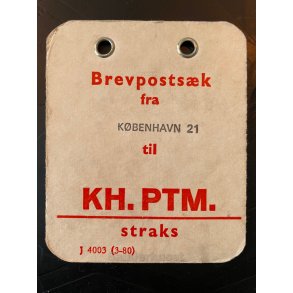 Brevpostsæk
fra
KØBENHAVN 21
til
KH. PTM.
straks
J 4003 (3-80)